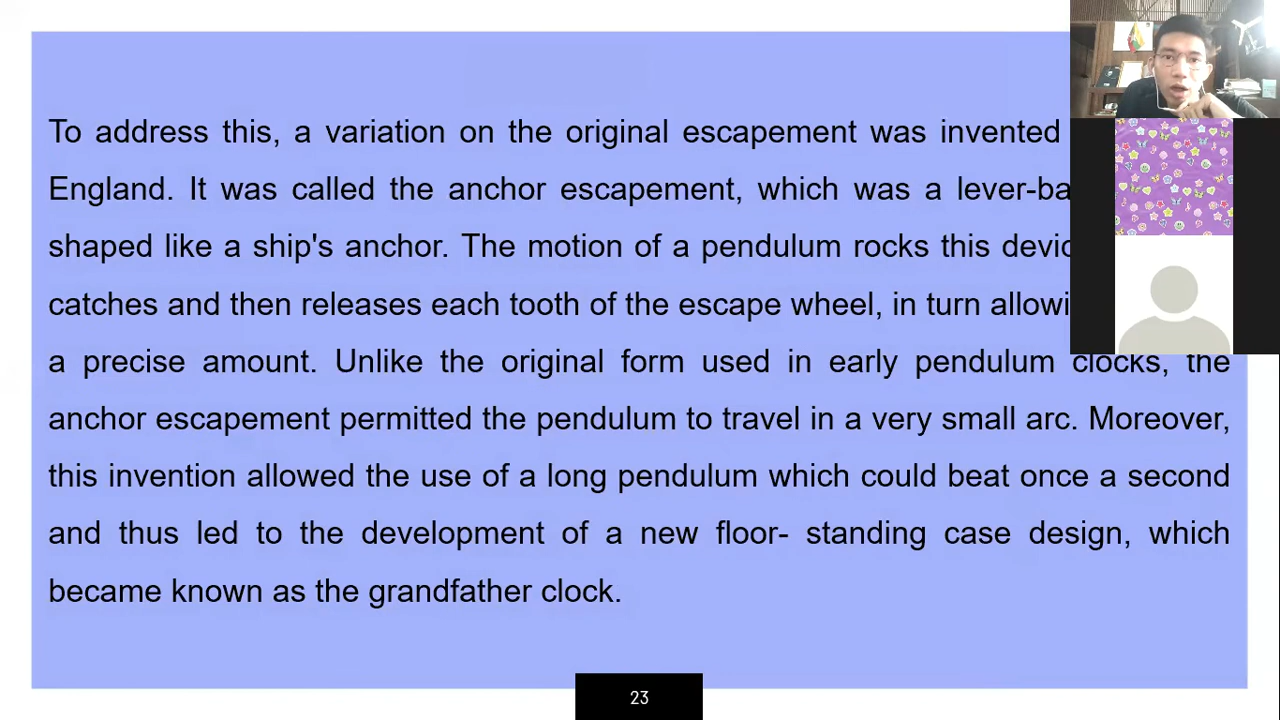 To address this, a variation on the original escapement was invented
England. It was called the anchor escapement, which was a
shaped like a ship's anchor. The motion of a pendulum rocks this
catches and then releases each tooth of the escape wheel, in turn
a precise amount. Unlike the original form used in early pendulum clocks, the
anchor escapement permitted the pendulum to travel in a very small arc. Moreover,
this invention allowed the use of a long pendulum which could beat once a second
and thus led to the development of a new floor- standing case design, which
became known as the grandfather clock.
23